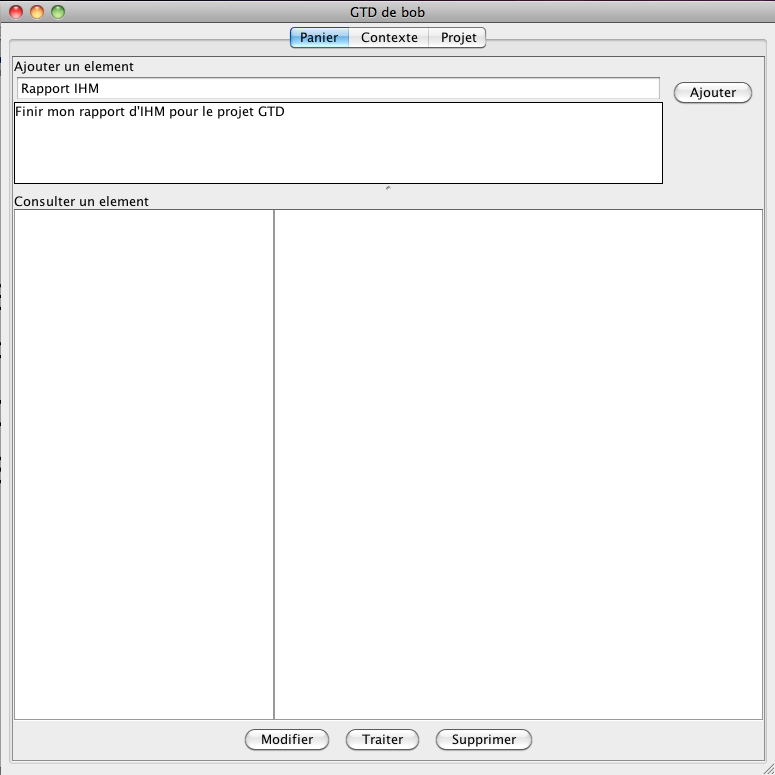 GTD de bob
Panier Contexte Projet
Ajouter un element
Rapport IHM
Ajouter
Finir mon rapport d'IHM pour le projet GTD
Consulter un element
Modifier Traiter Supprimer